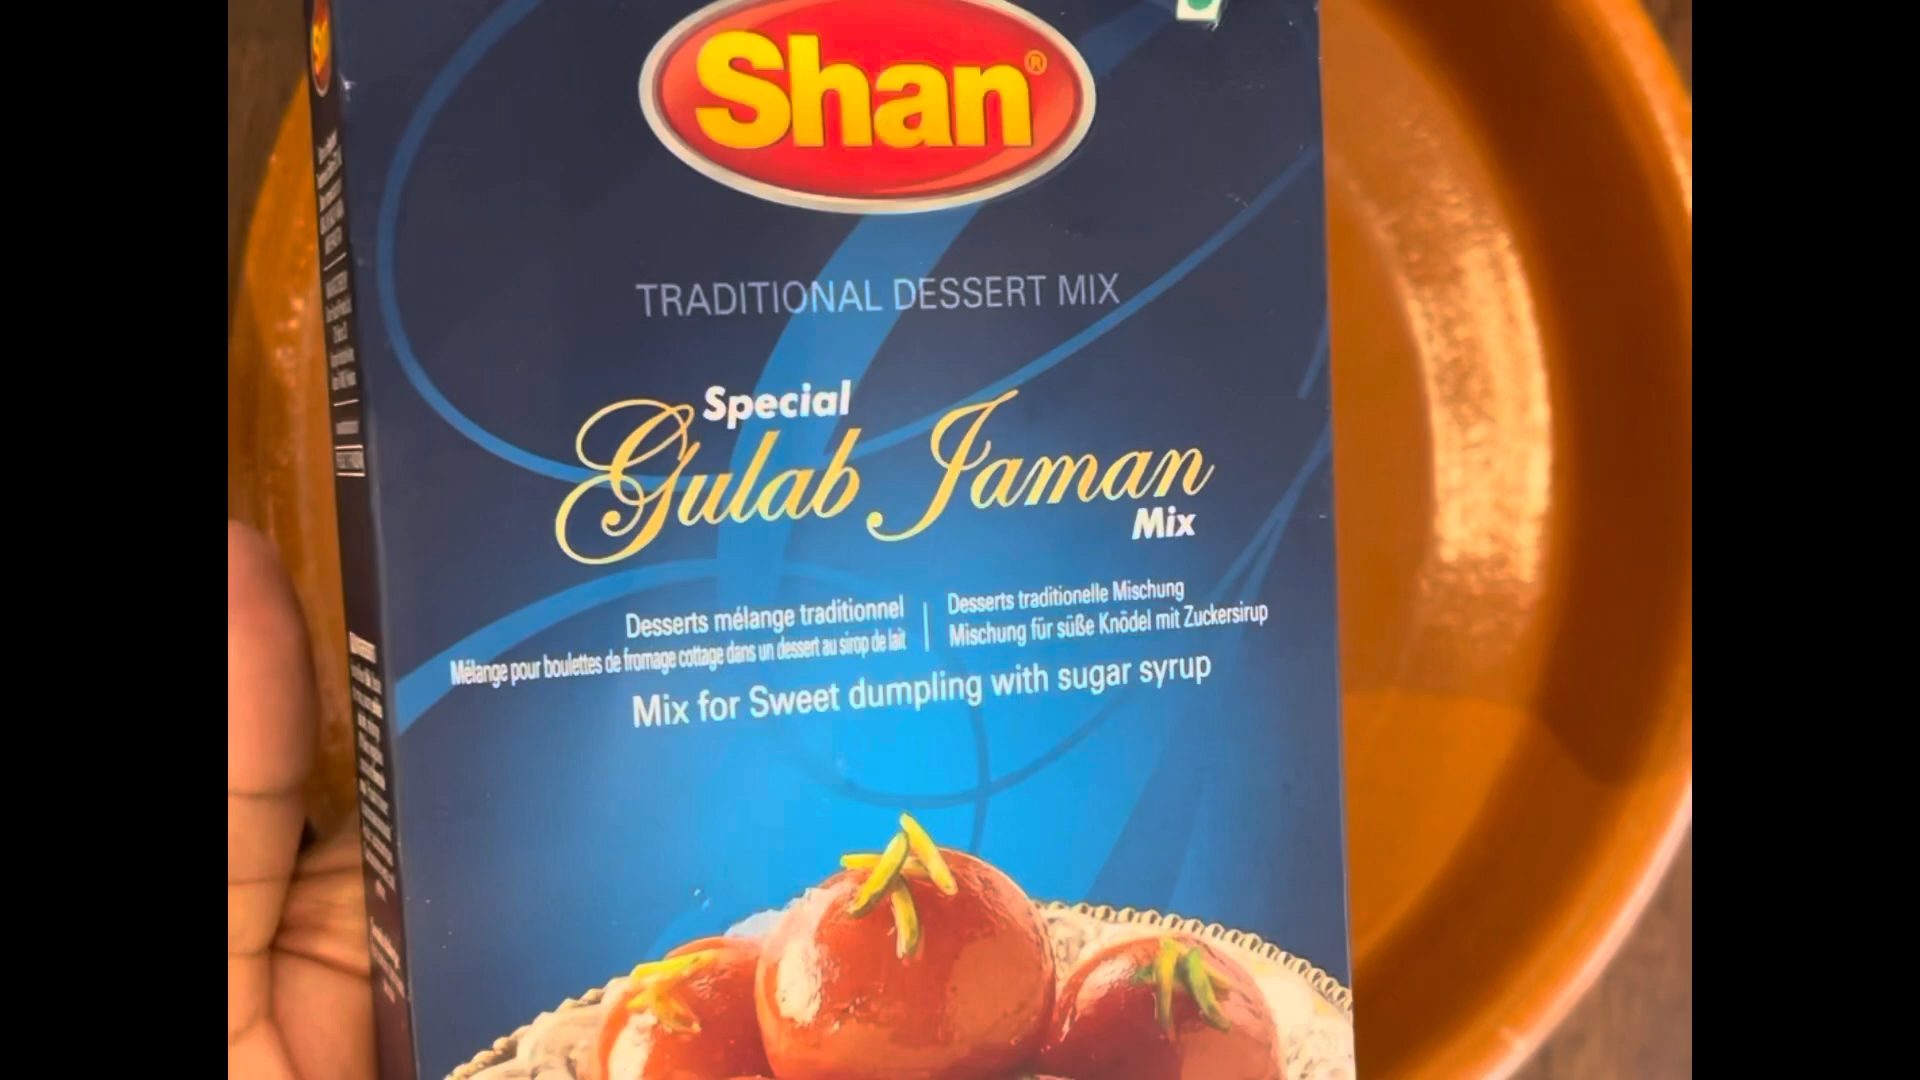 Shan®
TRADITIONAL DESSERT MIX
Special
Gulab Jaman
Mix
Desserts mélange traditionnel
Mélange pour boulettes de fromage cottage dans un dessert au sirop de lait
Desserts traditionelle Mischung
Mischung für süße Knödel mit Zuckersirup
Mix for Sweet dumpling with sugar syrup